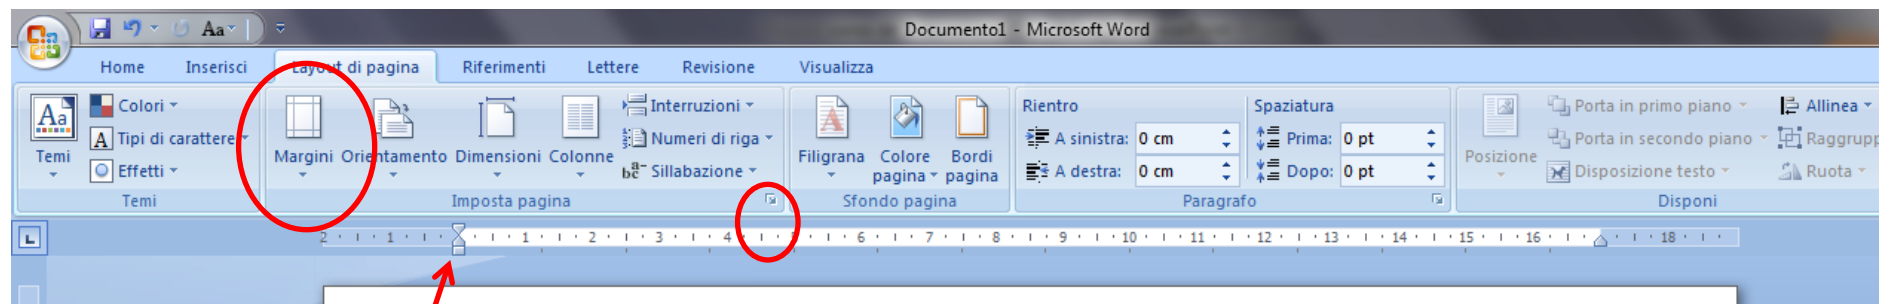 Documento1 - Microsoft Word
Aa
Home Inserisci Layout di pagina Riferimenti Lettere Revisione Visualizza
Aa
Temi
Colori
A Tipi di carattere
Effetti
Temi
Margini Orientamento Dimensioni Colonne
Interruzioni
Numeri di riga
Sillabazione
Imposta pagina
Filigrana
Colore pagina
Bordi pagina
Sfondo pagina
Rientro
A sinistra: 0 cm
A destra: 0 cm
Spaziatura
Prima: 0 pt
Dopo: 0 pt
Paragrafo
Posizione
Porta in primo piano
Porta in secondo piano
Disposizione testo
Allinea
Raggrupp
Ruota
Disponi
2 1 1 2 3 4 5 6 7 8 9 10 11 12 13 14 15 16 18